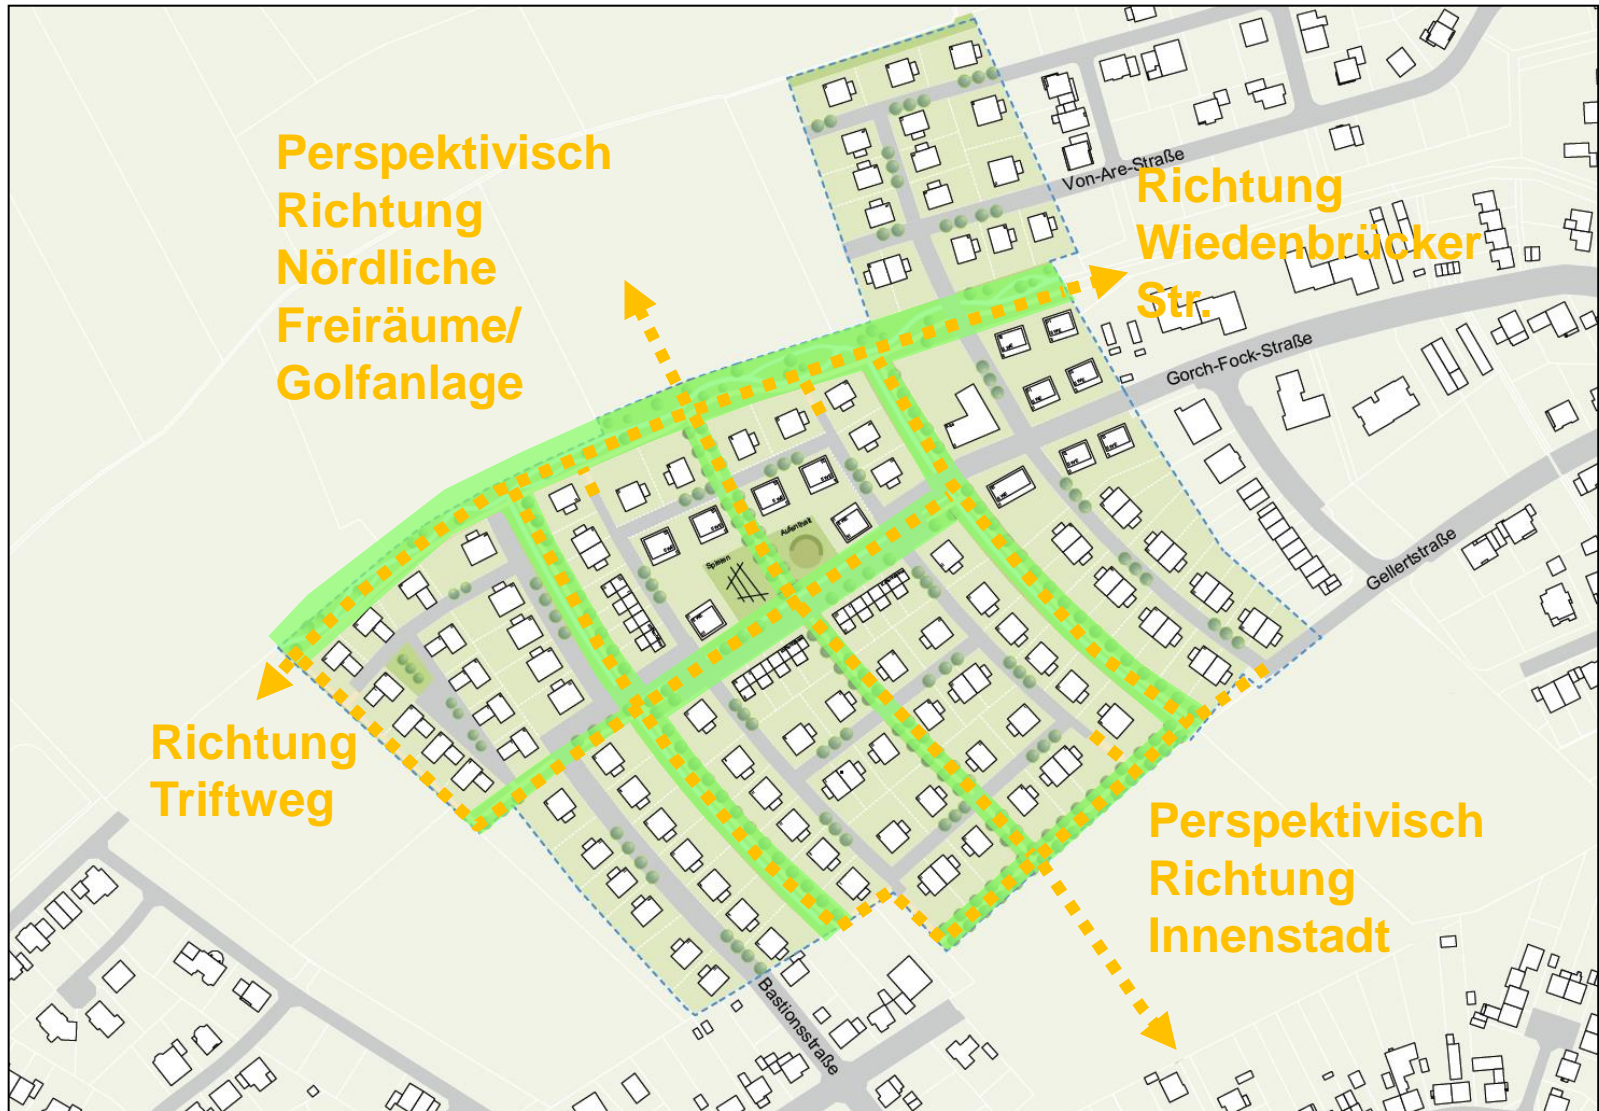 Perspektivisch
Richtung
Nördliche
Freiräume/
Golfanlage
Von-Are-Straße
Richtung
Wiedenbrücker
Str.
Gorch-Fock-Straße
Aufenthalt
Spielen
Gellertstraße
Richtung
Triftweg
Perspektivisch
Richtung
Innenstadt
Bastionsstraße